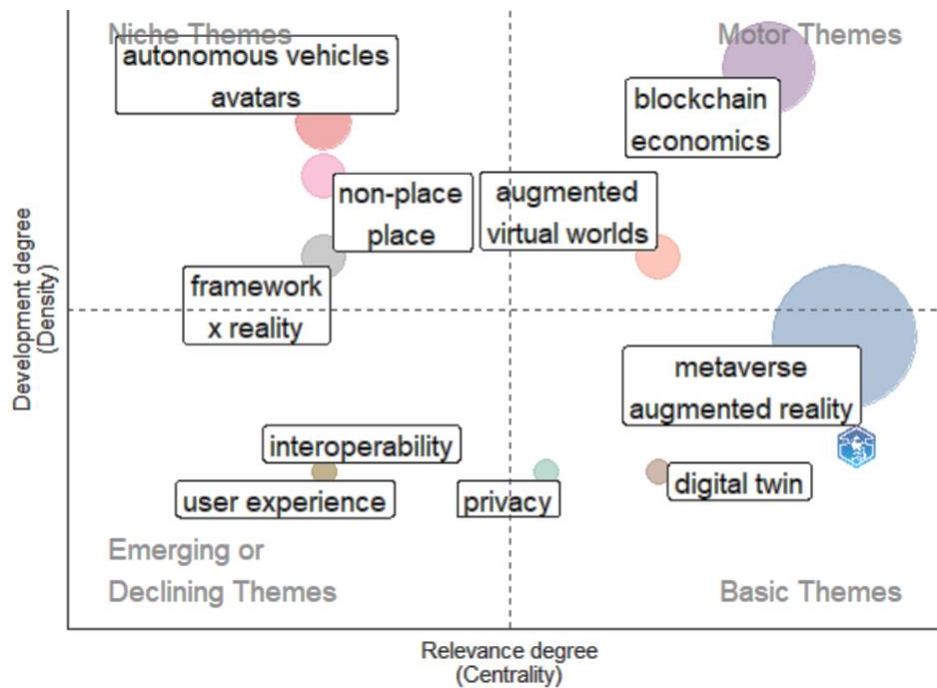 Niche Themes
Motor Themes
autonomous vehicles
avatars
blockchain
economics
non-place
place
augmented
virtual worlds
framework
x reality
metaverse
augmented reality
interoperability
user experience
privacy
digital twin
Emerging or
Declining Themes
Basic Themes
Development degree
(Density)
Relevance degree
(Centrality)